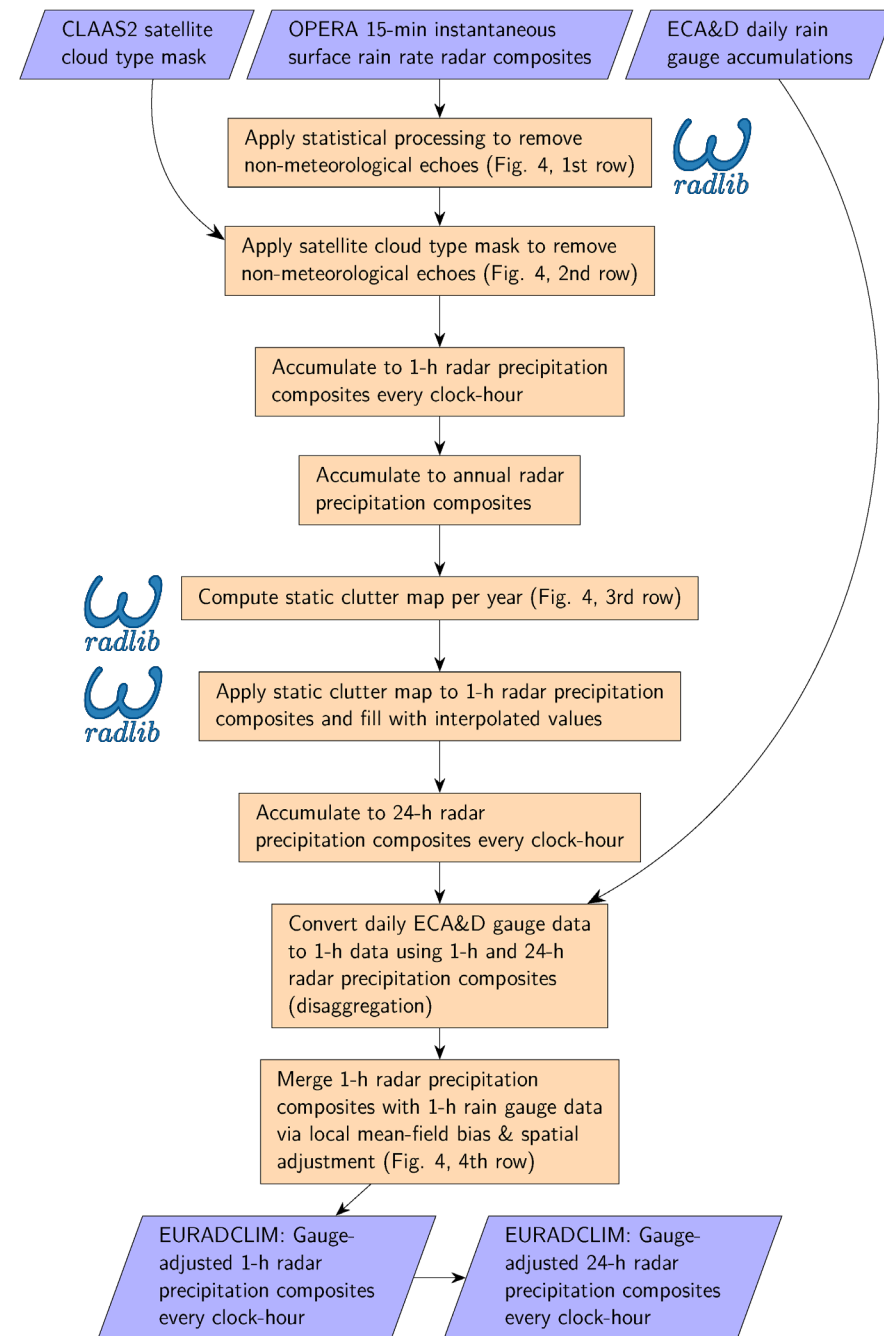 CLAAS2 satellite
cloud type mask
OPERA 15-min instantaneous
surface rain rate radar composites
ECA&D daily rain
gauge accumulations
Apply statistical processing to remove
non-meteorological echoes (Fig. 4, 1st row)
ω
radlib
Apply satellite cloud type mask to remove
non-meteorological echoes (Fig. 4, 2nd row)
Accumulate to 1-h radar precipitation
composites every clock-hour
Accumulate to annual radar
precipitation composites
ω
radlib
Compute static clutter map per year (Fig. 4, 3rd row)
ω
radlib
Apply static clutter map to 1-h radar precipitation
composites and fill with interpolated values
Accumulate to 24-h radar
precipitation composites every clock-hour
Convert daily ECA&D gauge data
to 1-h data using 1-h and 24-h
radar precipitation composites
(disaggregation)
Merge 1-h radar precipitation
composites with 1-h rain gauge data
via local mean-field bias & spatial
adjustment (Fig. 4, 4th row)
EURADCLIM: Gauge-
adjusted 1-h radar
precipitation composites
every clock-hour
EURADCLIM: Gauge-
adjusted 24-h radar
precipitation composites
every clock-hour